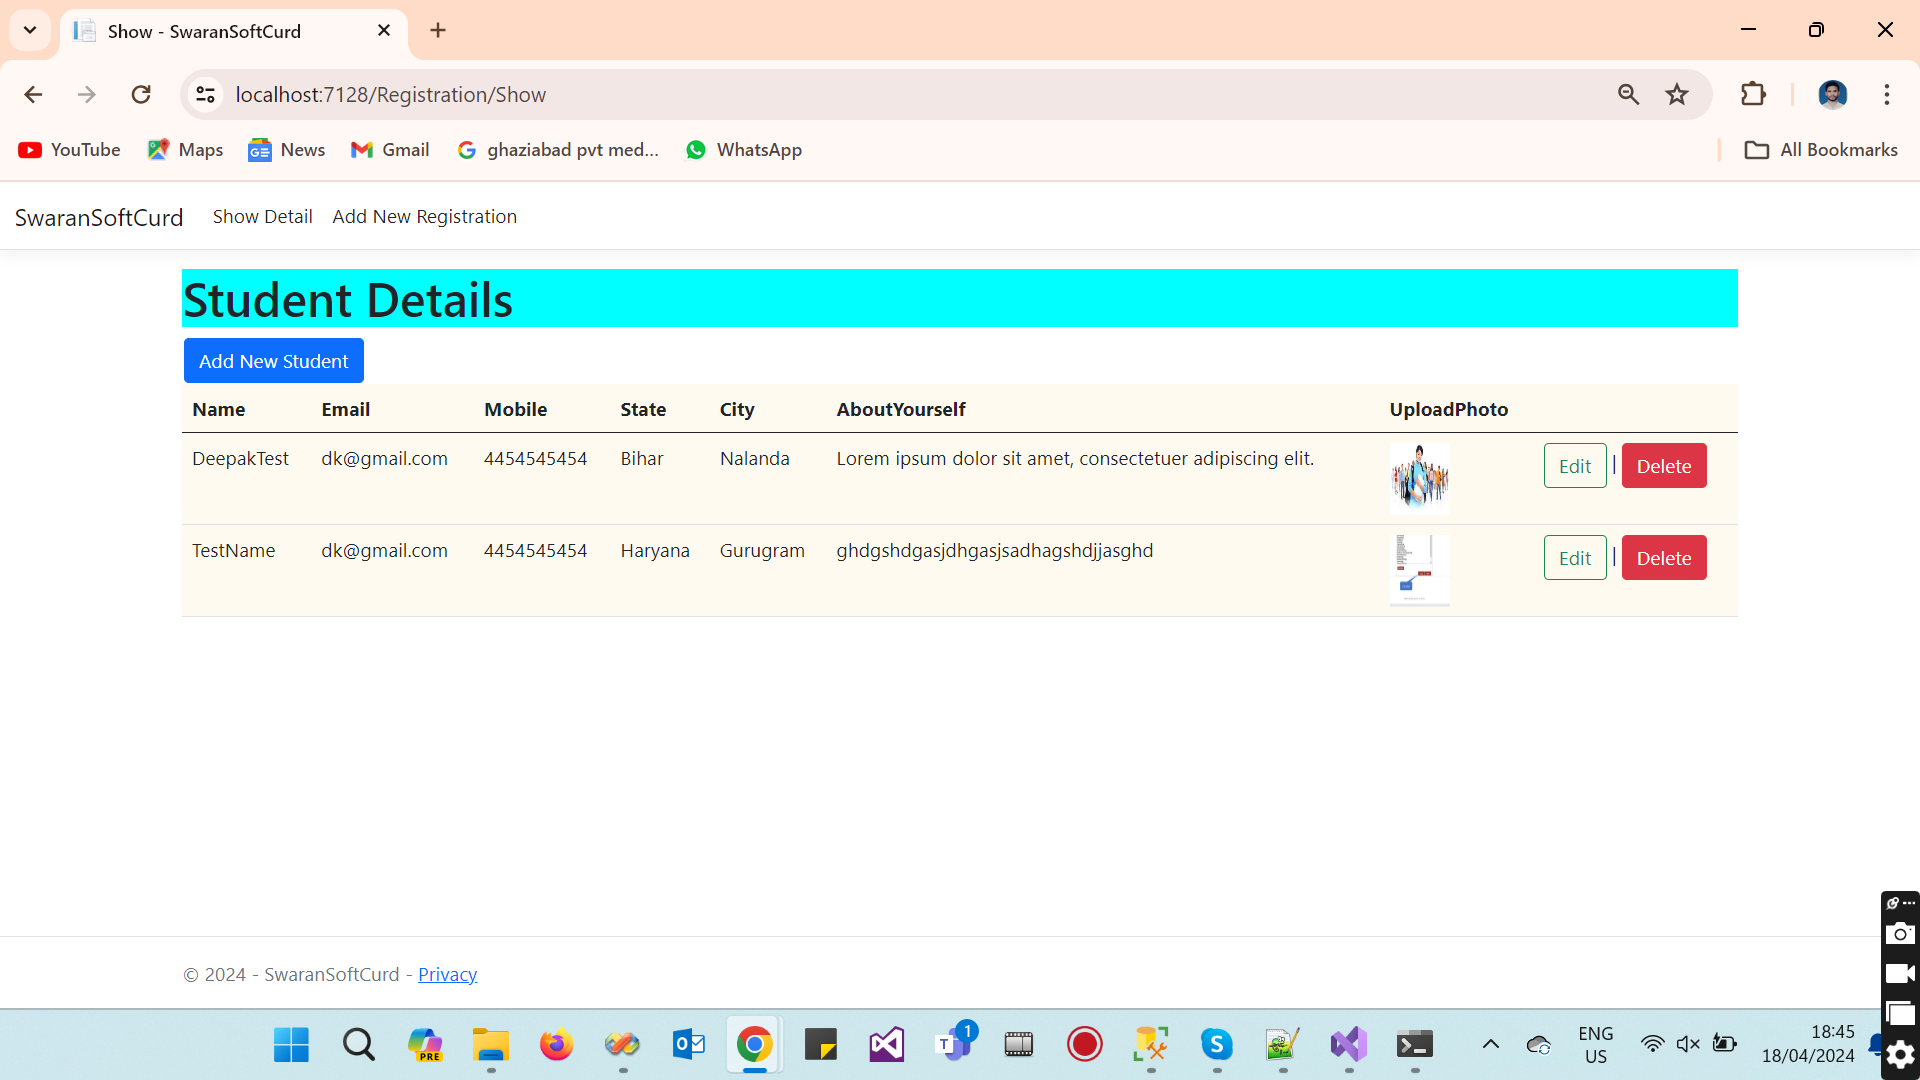 Show - SwaranSoftCurd
localhost:7128/Registration/Show
YouTube Maps News Gmail ghaziabad pvt med... WhatsApp All Bookmarks
SwaranSoftCurd Show Detail Add New Registration
Student Details
Add New Student
Name Email Mobile State City AboutYourself UploadPhoto
DeepakTest dk@gmail.com 4454545454 Bihar Nalanda Lorem ipsum dolor sit amet, consectetuer adipiscing elit. Edit | Delete
TestName dk@gmail.com 4454545454 Haryana Gurugram ghdgshdgasjdhgasjsadhagshdjjasghd Edit | Delete
© 2024 - SwaranSoftCurd - Privacy
PRE
1
ENG
US
18:45
18/04/2024